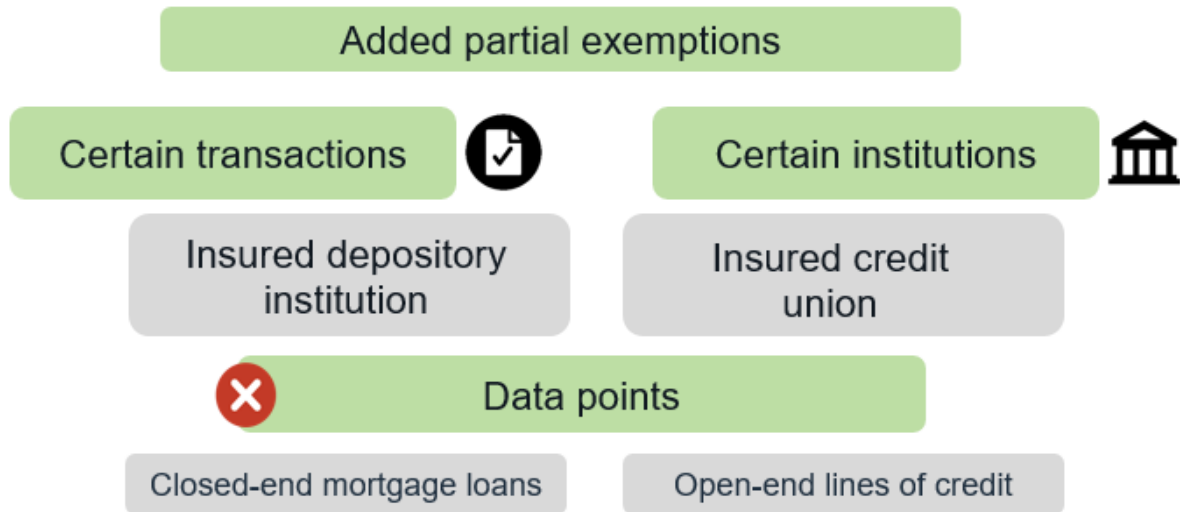 Added partial exemptions
Certain transactions
Certain institutions
Insured depository
institution
Insured credit
union
Data points
Closed-end mortgage loans
Open-end lines of credit